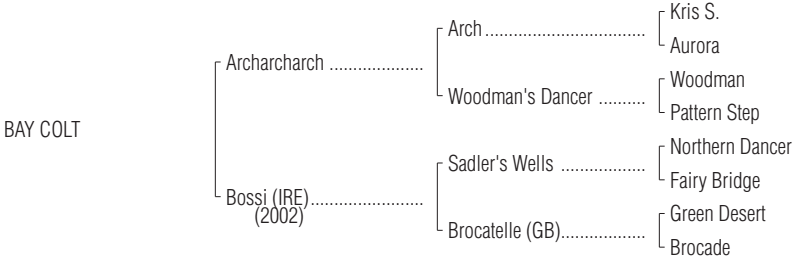 Kris S.
Arch ................................
Aurora
Archarcharch ...................
Woodman
Woodman's Dancer ..........
Pattern Step
BAY COLT
Northern Dancer
Sadler's Wells .................
Fairy Bridge
Bossi (IRE).......................
(2002)
Green Desert
Brocatelle (GB).................
Brocade